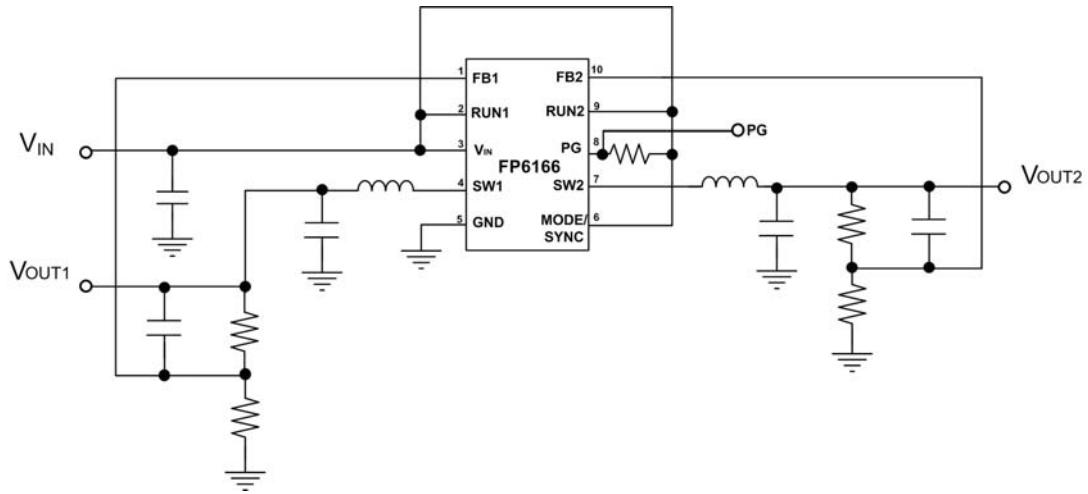 1 FB1 FB2 10
2 RUN1 RUN2 9
VIN 3 VIN PG 8 PG
FP6166
4 SW1 SW2 7 VOUT2
5 GND MODE/ 6
SYNC
VOUT1